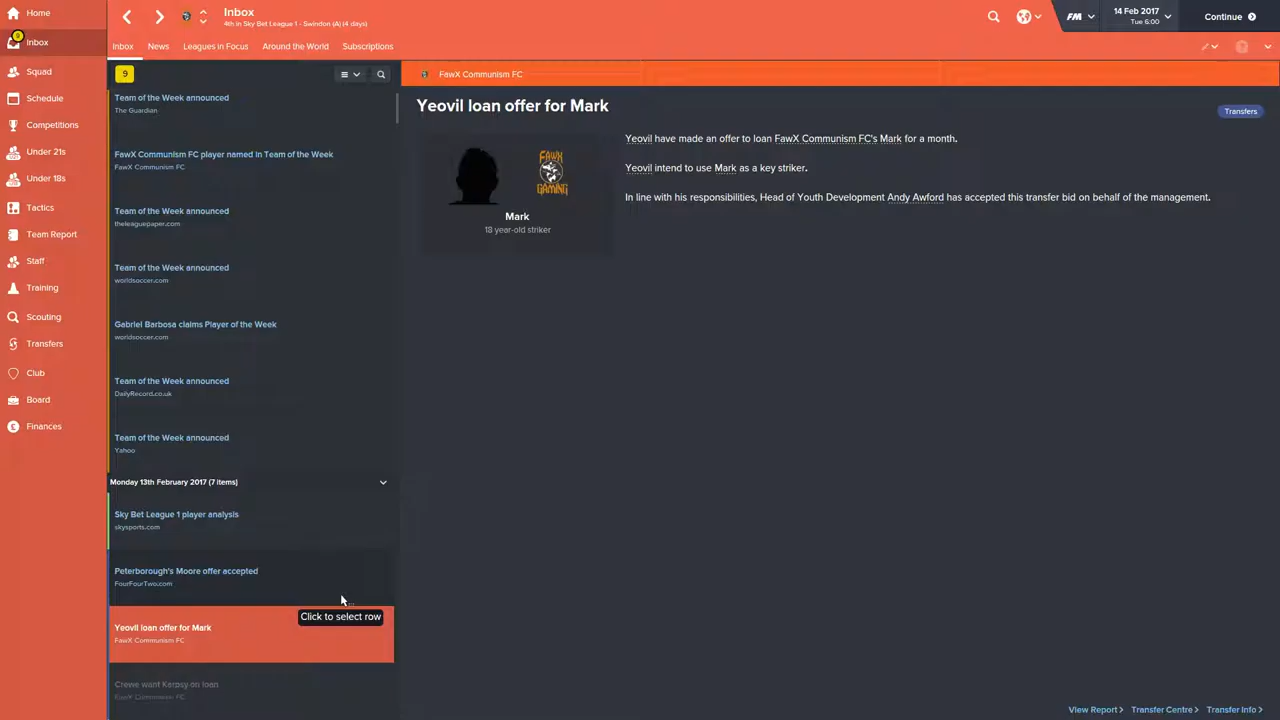 Home
Inbox
Squad
Schedule
Competitions
Under 21s
Under 18s
Tactics
Team Report
Staff
Training
Scouting
Transfers
Club
Board
Finances
Inbox
4th in Sky Bet League 1 - Swindon (A) (4 days)
FM
14 Feb 2017
Tue 6:00
Continue
Inbox News Leagues in Focus Around the World Subscriptions
9
Team of the Week announced
The Guardian
FawX Communism FC player named in Team of the Week
FawX Communism FC
Team of the Week announced
theleaguepaper.com
Team of the Week announced
worldsoccer.com
Gabriel Barbosa claims Player of the Week
worldsoccer.com
Team of the Week announced
DailyRecord.co.uk
Team of the Week announced
Yahoo
Monday 13th February 2017 (7 items)
Sky Bet League 1 player analysis
skysports.com
Peterborough's Moore offer accepted
FourFourTwo.com
Click to select row
Yeovil loan offer for Mark
FawX Communism FC
Crewe want Karpsy on loan
FawX Communism FC
FawX Communism FC
Yeovil loan offer for Mark
Transfers
FAWX
GAMING
Mark
18 year-old striker
Yeovil have made an offer to loan FawX Communism FC's Mark for a month.
Yeovil intend to use Mark as a key striker.
In line with his responsibilities, Head of Youth Development Andy Awford has accepted this transfer bid on behalf of the management.
View Report Transfer Centre Transfer Info